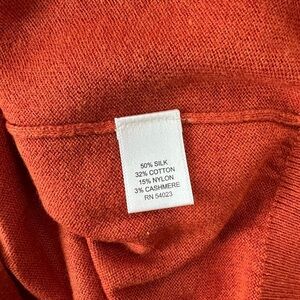 50% SILK
32% COTTON
15% NYLON
3% CASHMERE
RN 54023